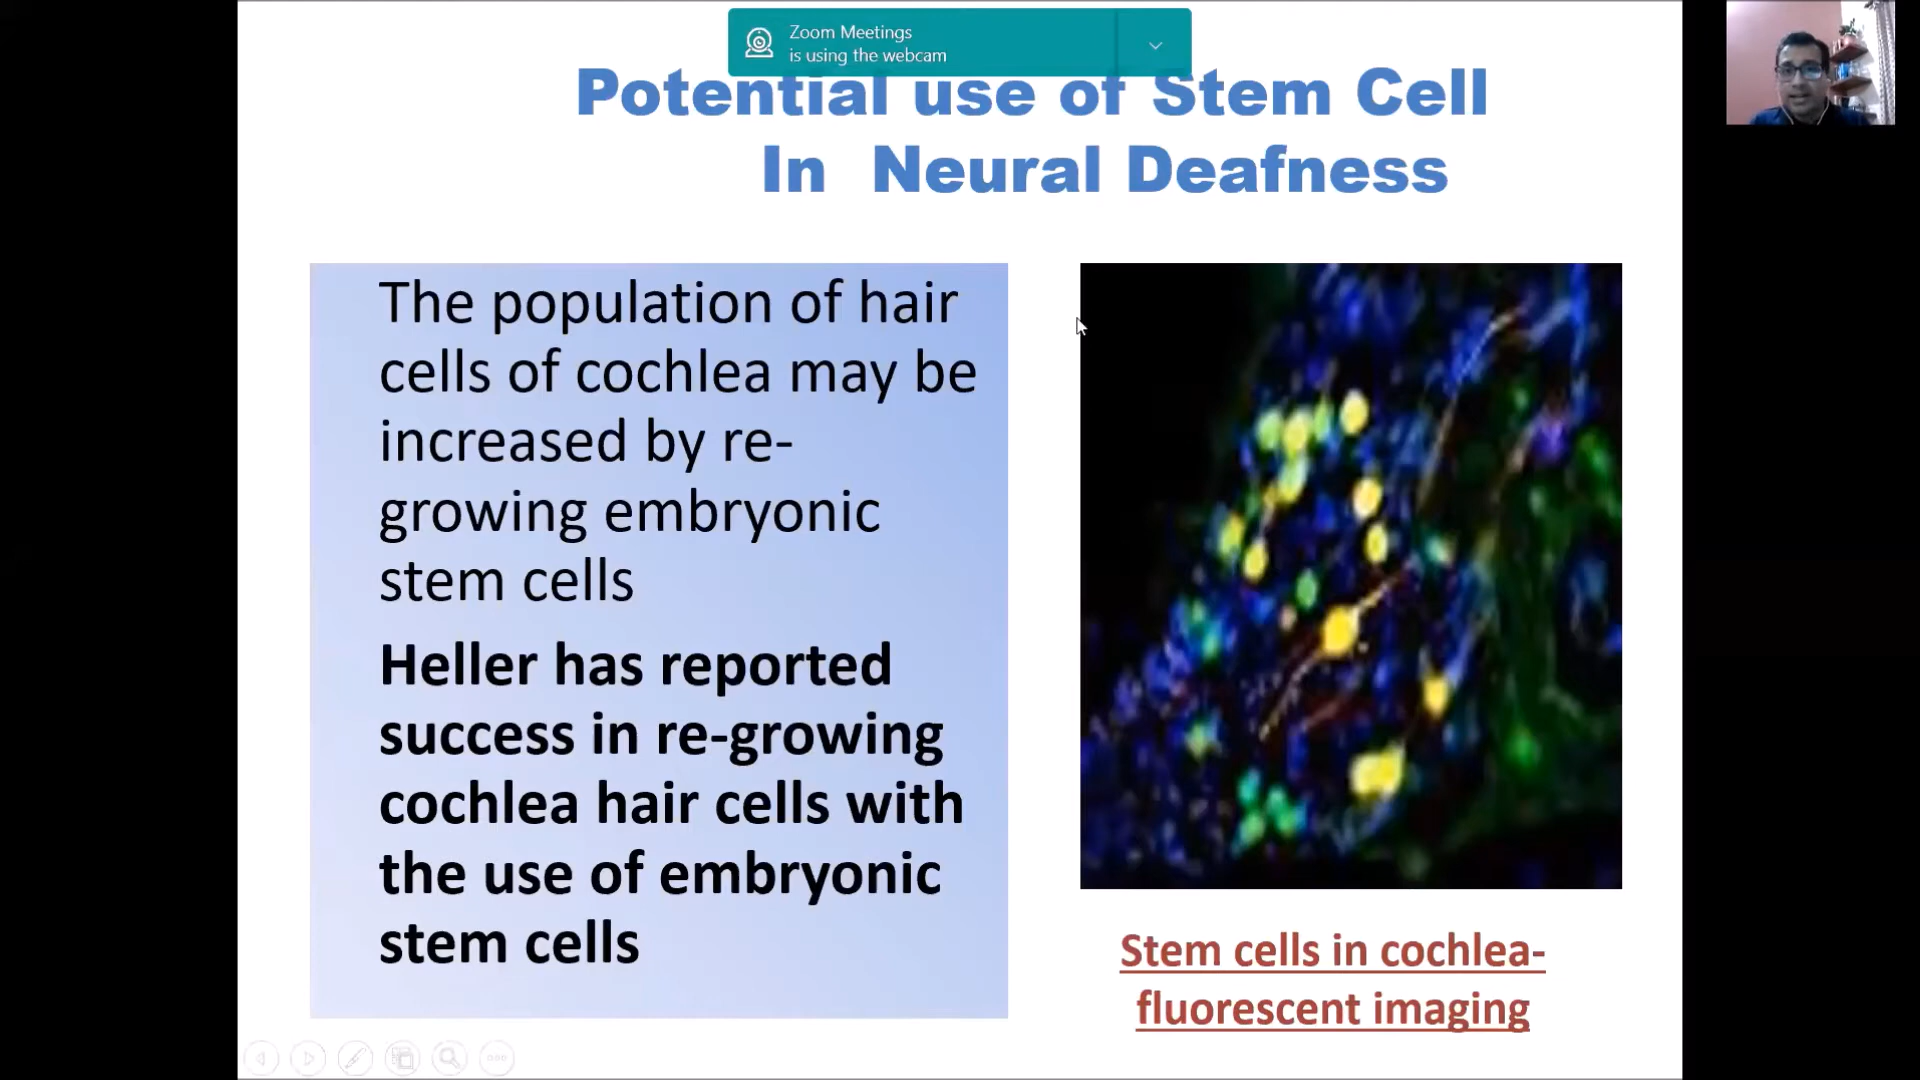 Zoom Meetings
is using the webcam
Potential use of Stem Cell
In Neural Deafness
The population of hair
cells of cochlea may be
increased by re-
growing embryonic
stem cells
Heller has reported
success in re-growing
cochlea hair cells with
the use of embryonic
stem cells
Stem cells in cochlea-
fluorescent imaging